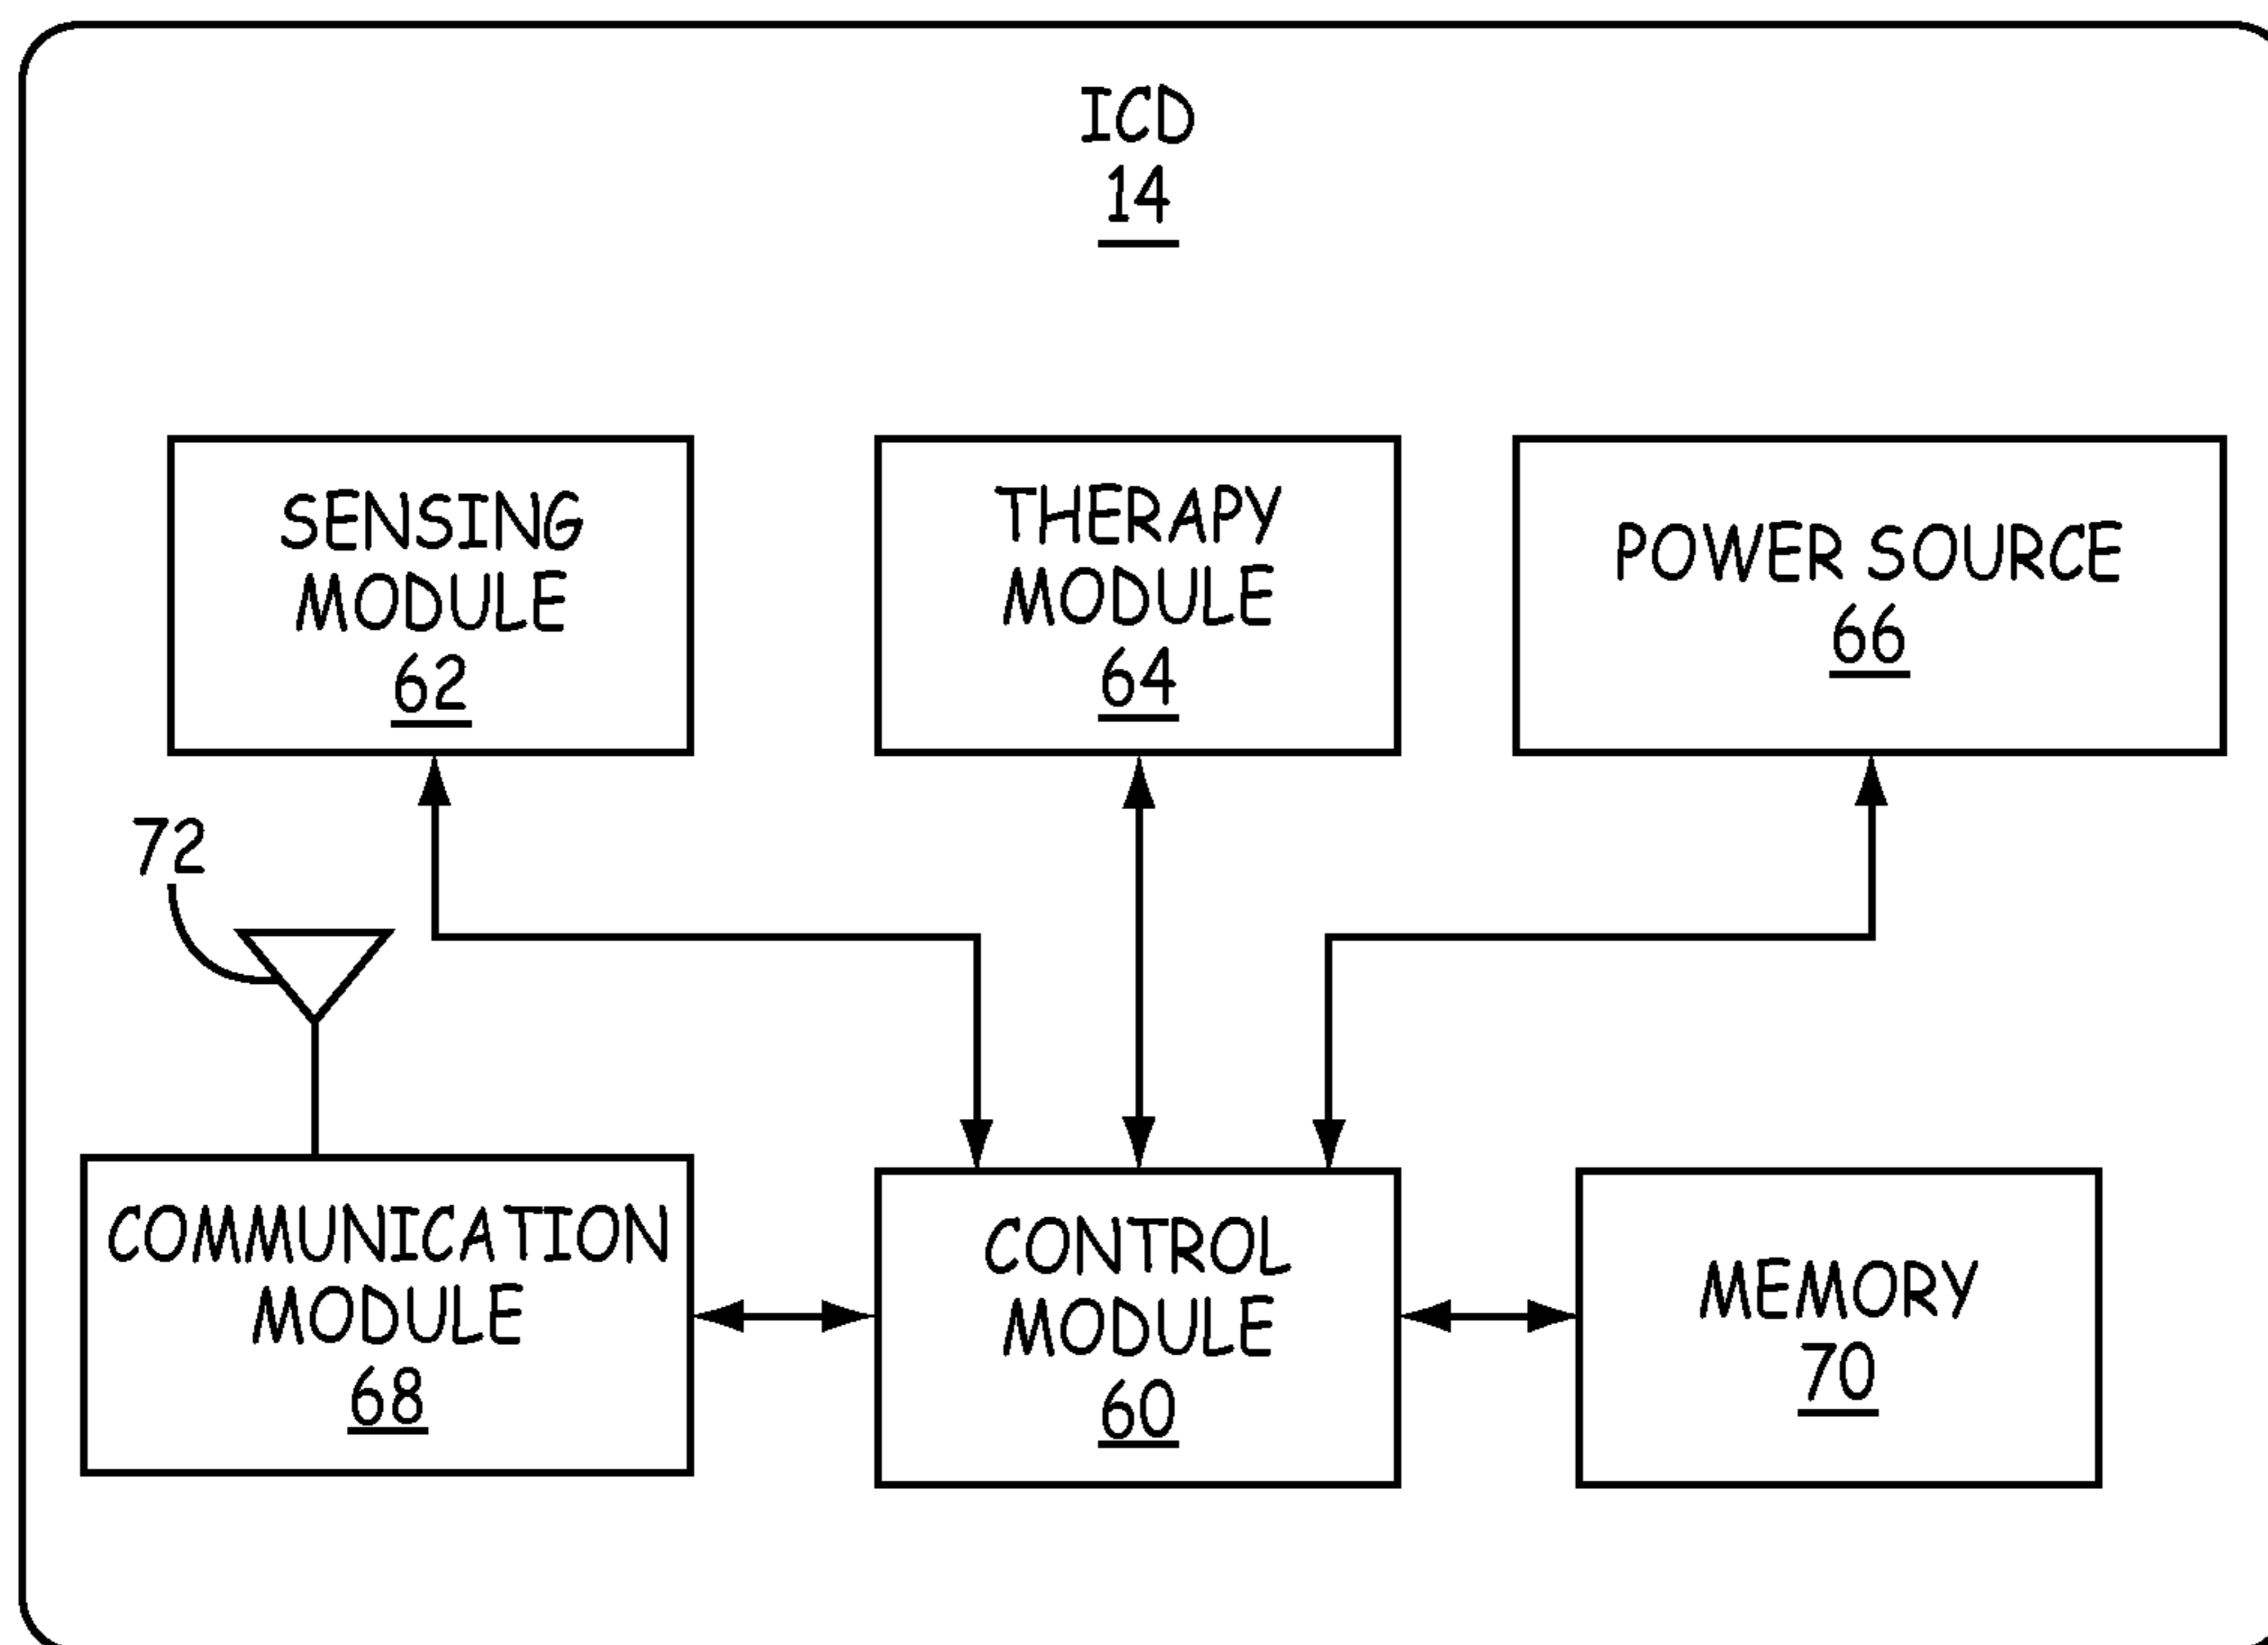 ICD
14
SENSING
MODULE
62
THERAPY
MODULE
64
POWER SOURCE
66
72
COMMUNICATION
MODULE
68
CONTROL
MODULE
60
MEMORY
70